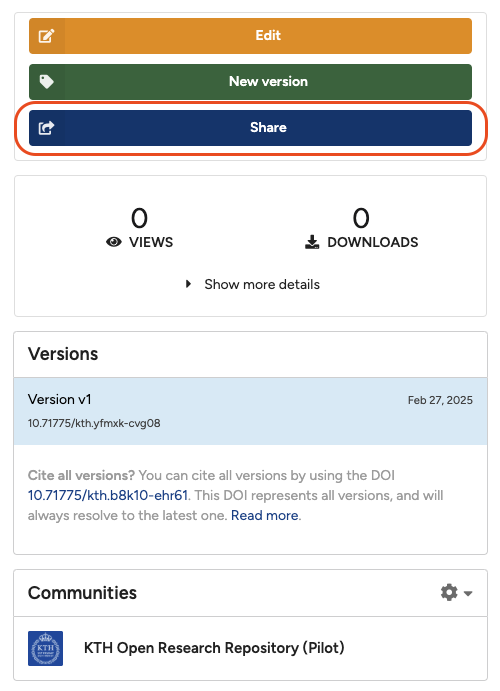 Edit
New version
Share
0
VIEWS
0
DOWNLOADS
Show more details
Versions
Version v1
Feb 27, 2025
10.71775/kth.yfmxk-cvg08
Cite all versions? You can cite all versions by using the DOI
10.71775/kth.b8k10-ehr61. This DOI represents all versions, and will
always resolve to the latest one. Read more.
Communities
KTH
KTH Open Research Repository (Pilot)